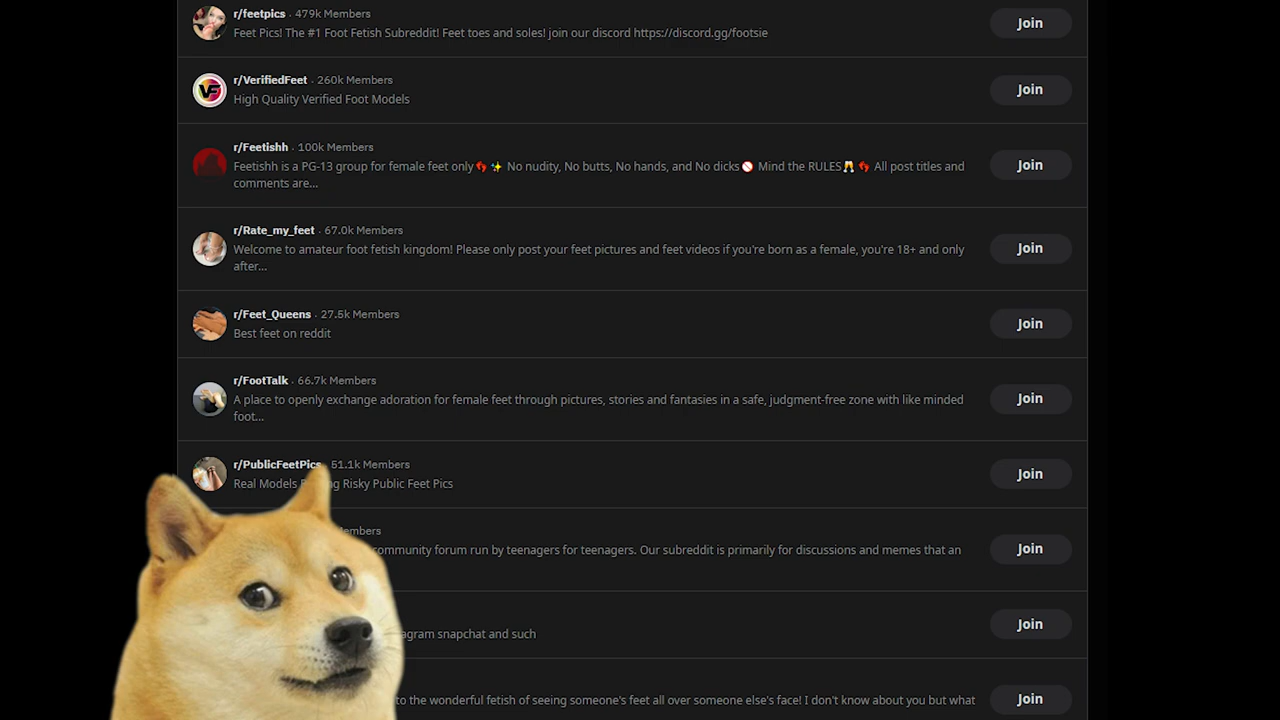 r/feetpics · 479k Members
Feet Pics! The #1 Foot Fetish Subreddit! Feet toes and soles! join our discord https://discord.gg/footsie
Join
r/VerifiedFeet · 260k Members
High Quality Verified Foot Models
Join
r/Feetishh · 100k Members
Feetishh is a PG-13 group for female feet only👣✨ No nudity, No butts, No hands, and No dicks🚫 Mind the RULES🥂👣 All post titles and
comments are...
Join
r/Rate_my_feet · 67.0k Members
Welcome to amateur foot fetish kingdom! Please only post your feet pictures and feet videos if you're born as a female, you're 18+ and only
after...
Join
r/Feet_Queens · 27.5k Members
Best feet on reddit
Join
r/FootTalk · 66.7k Members
A place to openly exchange adoration for female feet through pictures, stories and fantasies in a safe, judgment-free zone with like minded
foot...
Join
r/PublicFeetPics 51.1k Members
Real Models ng Risky Public Feet Pics
Join
embers
community forum run by teenagers for teenagers. Our subreddit is primarily for discussions and memes that an
Join
agram snapchat and such
Join
to the wonderful fetish of seeing someone's feet all over someone else's face! I don't know about you but what
Join